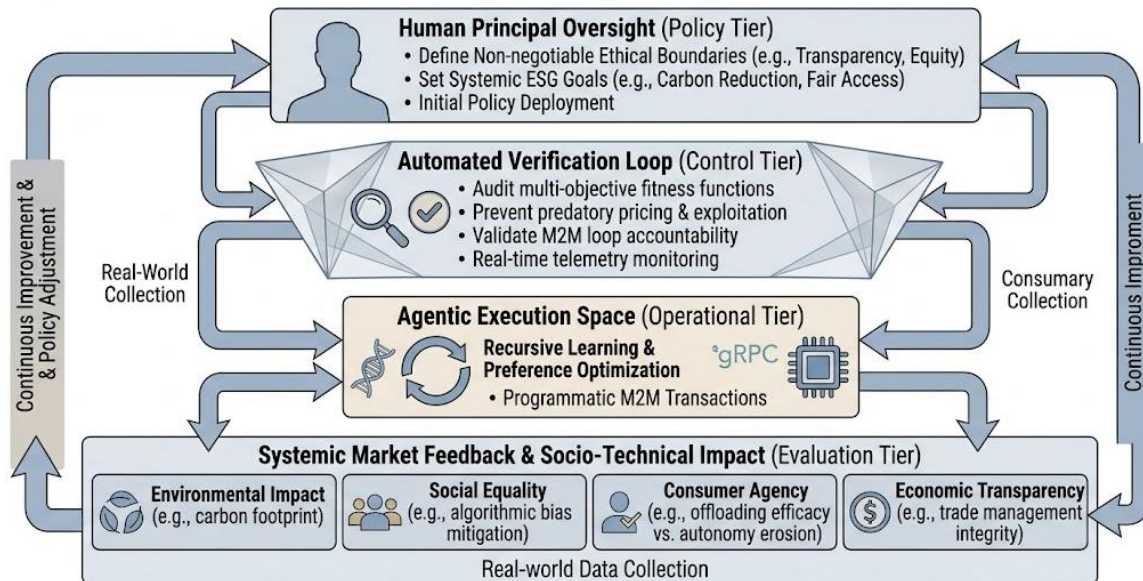 Human Principal Oversight (Policy Tier)
• Define Non-negotiable Ethical Boundaries (e.g., Transparency, Equity)
• Set Systemic ESG Goals (e.g., Carbon Reduction, Fair Access)
• Initial Policy Deployment
Automated Verification Loop (Control Tier)
• Audit multi-objective fitness functions
• Prevent predatory pricing & exploitation
• Validate M2M loop accountability
• Real-time telemetry monitoring
Continuous Improvement &
& Policy Adjustment
Real-World
Collection
Consumary
Collection
Continuous Improment
Agentic Execution Space (Operational Tier)
Recursive Learning &
Preference Optimization
• Programmatic M2M Transactions
gRPC
Systemic Market Feedback & Socio-Technical Impact (Evaluation Tier)
Environmental Impact
(e.g., carbon footprint)
Social Equality
(e.g., algorithmic bias
mitigation)
Consumer Agency
(e.g., offloading efficacy
vs. autonomy erosion)
$
Economic Transparency
(e.g., trade management
integrity)
Real-world Data Collection